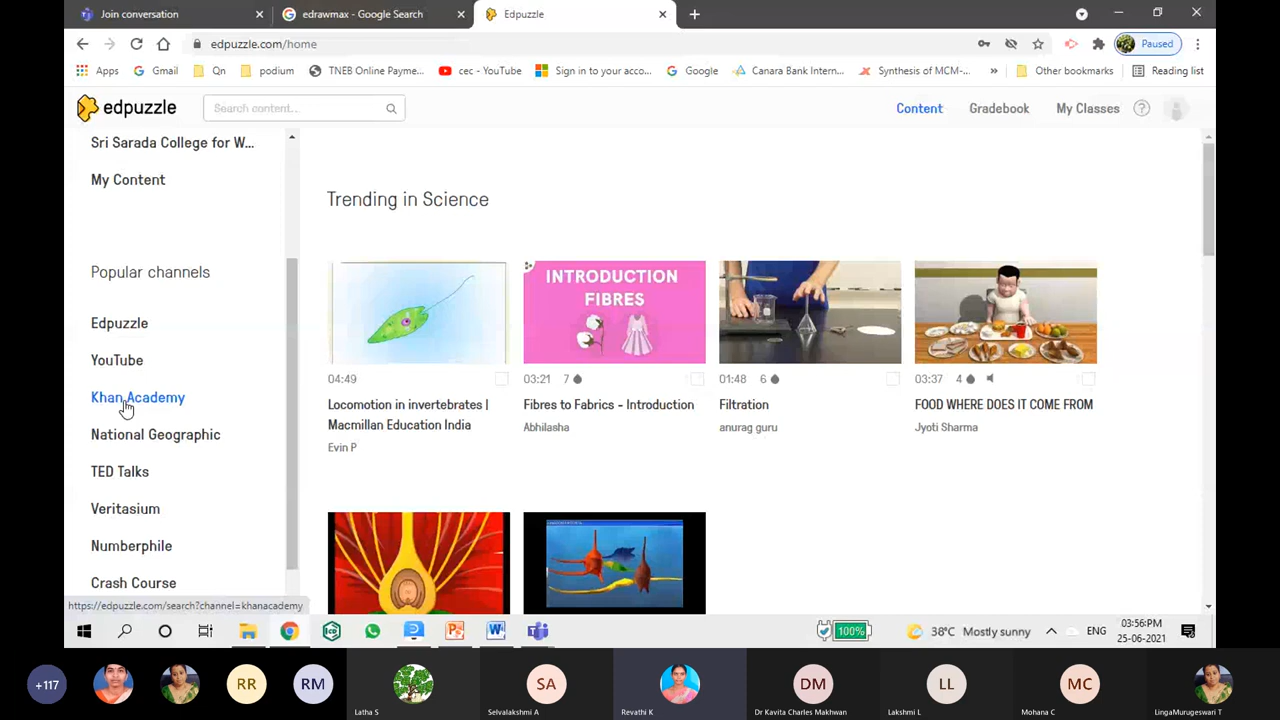 Join conversation
edrawmax - Google Search
Edpuzzle
edpuzzle.com/home
Paused
Apps
Gmail
Qn
podium
TNEB Online Payme...
cec - YouTube
Sign in to your acco...
Google
Canara Bank Intern...
Synthesis of MCM-...
»
Other bookmarks
Reading list
edpuzzle
Search content...
Content
Gradebook
My Classes
Sri Sarada College for W...
My Content
Popular channels
Edpuzzle
YouTube
Khan Academy
National Geographic
TED Talks
Veritasium
Numberphile
Crash Course
https://edpuzzle.com/search?channel=khanacademy
Trending in Science
INTRODUCTION
FIBRES
04:49
Locomotion in invertebrates |
Macmillan Education India
Evin P
03:21 7
Fibres to Fabrics - Introduction
Abhilasha
01:48 6
Filtration
anurag guru
03:37 4
FOOD WHERE DOES IT COME FROM
Jyoti Sharma
100%
38°C Mostly sunny
ENG
03:56 PM
25-06-2021
+117
RR
RM
Latha S
SA
Selvalakshmi A
Revathi K
DM
Dr Kavita Charles Makhwan
LL
Lakshmi L
MC
Mohana C
LingaMurugeswari T